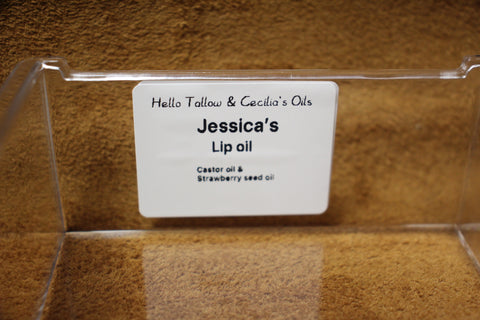 Hello Tallow & Cecilia's Oils
Jessica's
Lip oil
Castor oil &
Strawberry seed oil